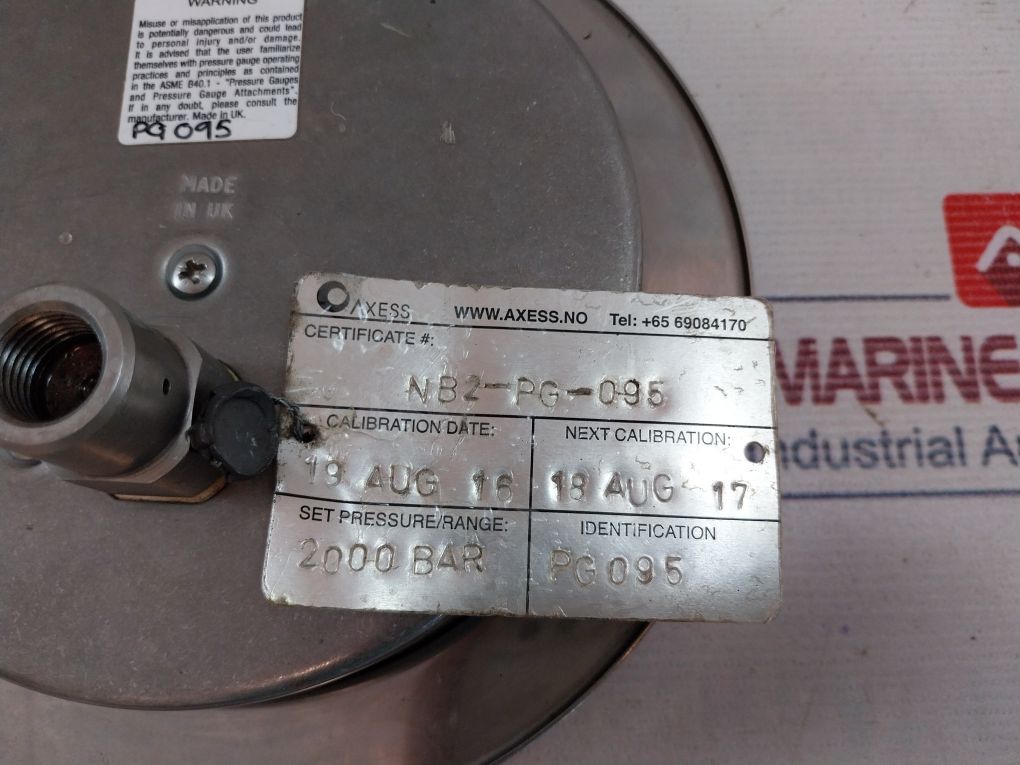 WARNING
Misuse or misapplication of this product
is potentially dangerous and could lead
to personal injury and/or damage.
It is advised that the user familiarize
themselves with pressure gauge operating
practices and principles as contained
in the ASME B40.1 - "Pressure Gauges
and Pressure Gauge Attachments".
If in any doubt, please consult the
manufacturer. Made in UK.
PG 095
MADE
IN UK
AXESS WWW.AXESS.NO Tel: +65 69084170
CERTIFICATE #:
NB2-PG-095
CALIBRATION DATE: NEXT CALIBRATION:
19 AUG 16 18 AUG 17
SET PRESSURE/RANGE: IDENTIFICATION
2000 BAR PG 095
MARINE
Industrial